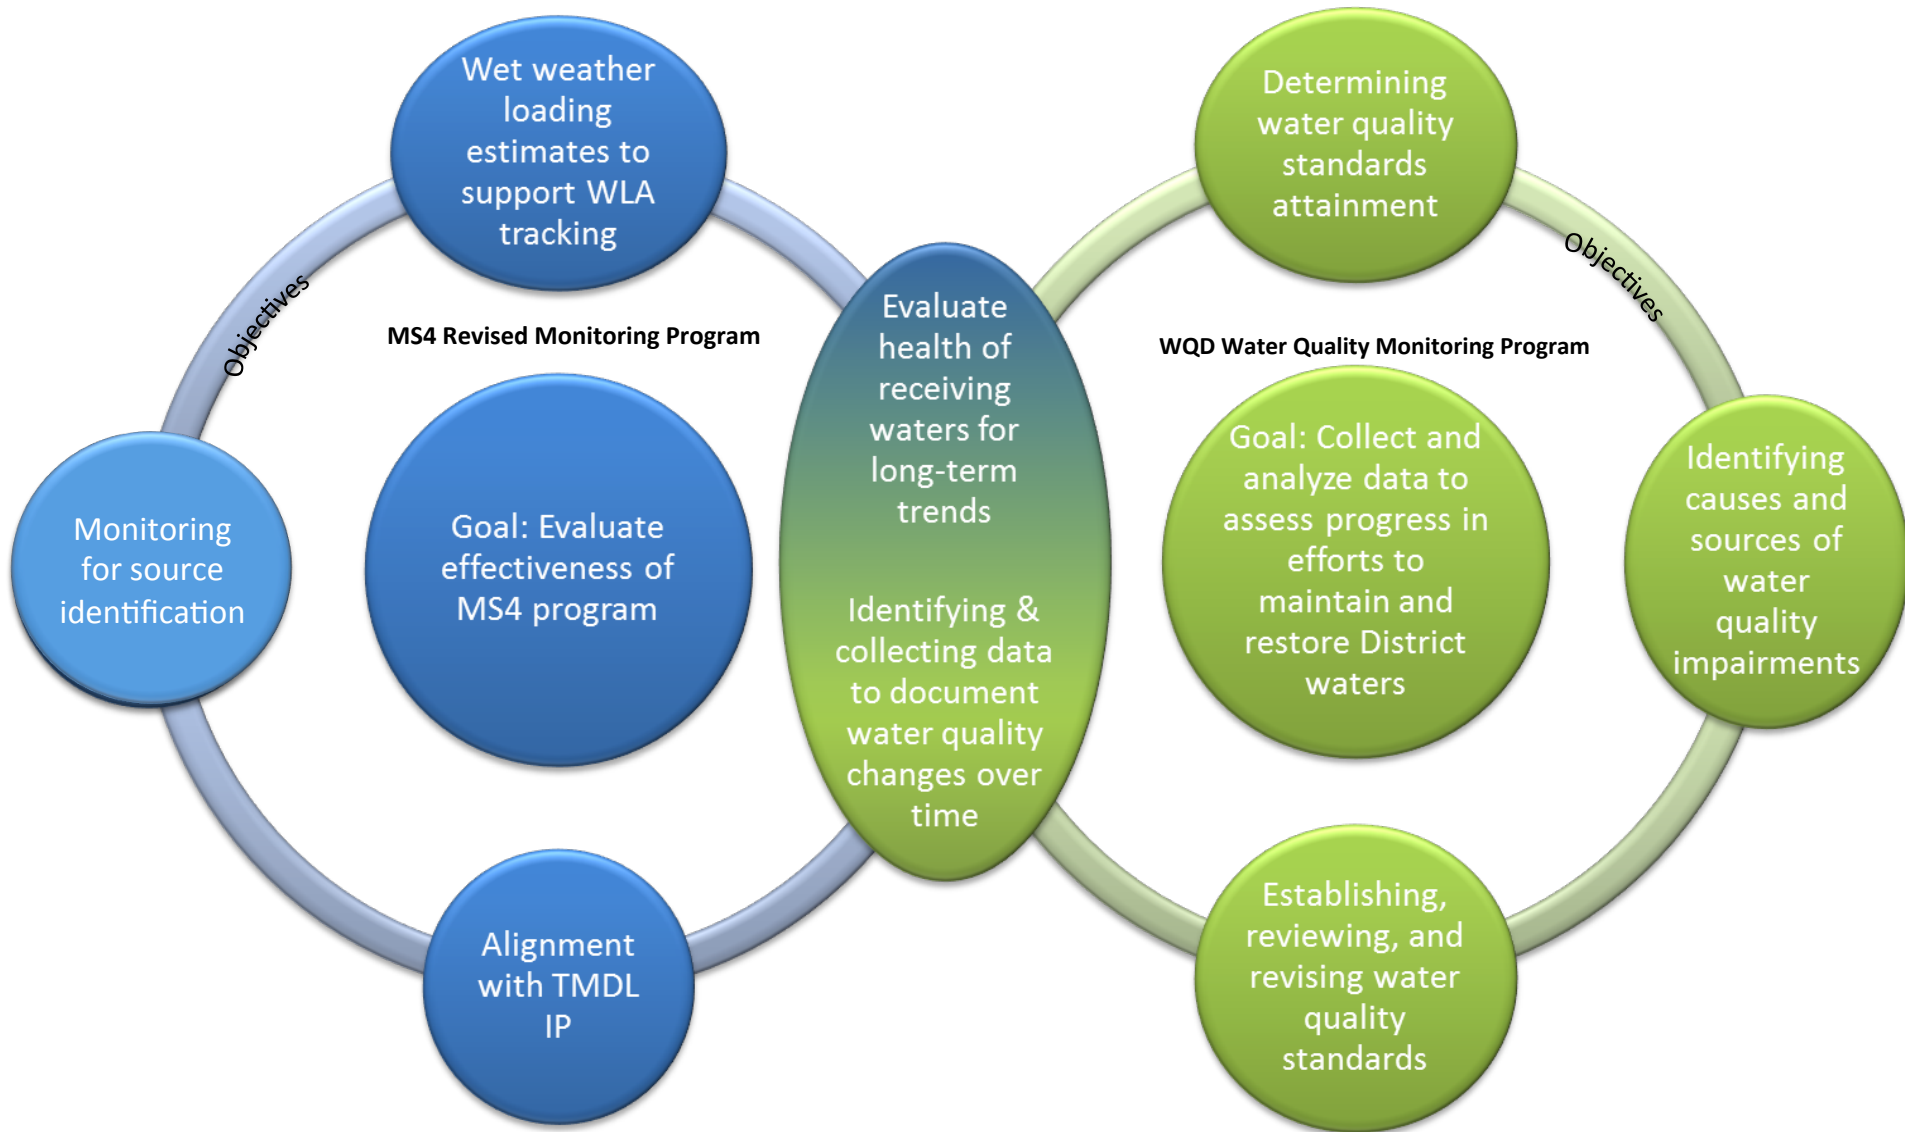 Wet weather
loading
estimates to
support WLA
tracking
Objectives
MS4 Revised Monitoring Program
Monitoring
for source
identification
Goal: Evaluate
effectiveness of
MS4 program
Alignment
with TMDL
IP
Evaluate
health of
receiving
waters for
long-term
trends
Identifying &
collecting data
to document
water quality
changes over
time
Determining
water quality
standards
attainment
Objectives
WQD Water Quality Monitoring Program
Goal: Collect and
analyze data to
assess progress in
efforts to
maintain and
restore District
waters
Identifying
causes and
sources of
water
quality
impairments
Establishing,
reviewing, and
revising water
quality
standards